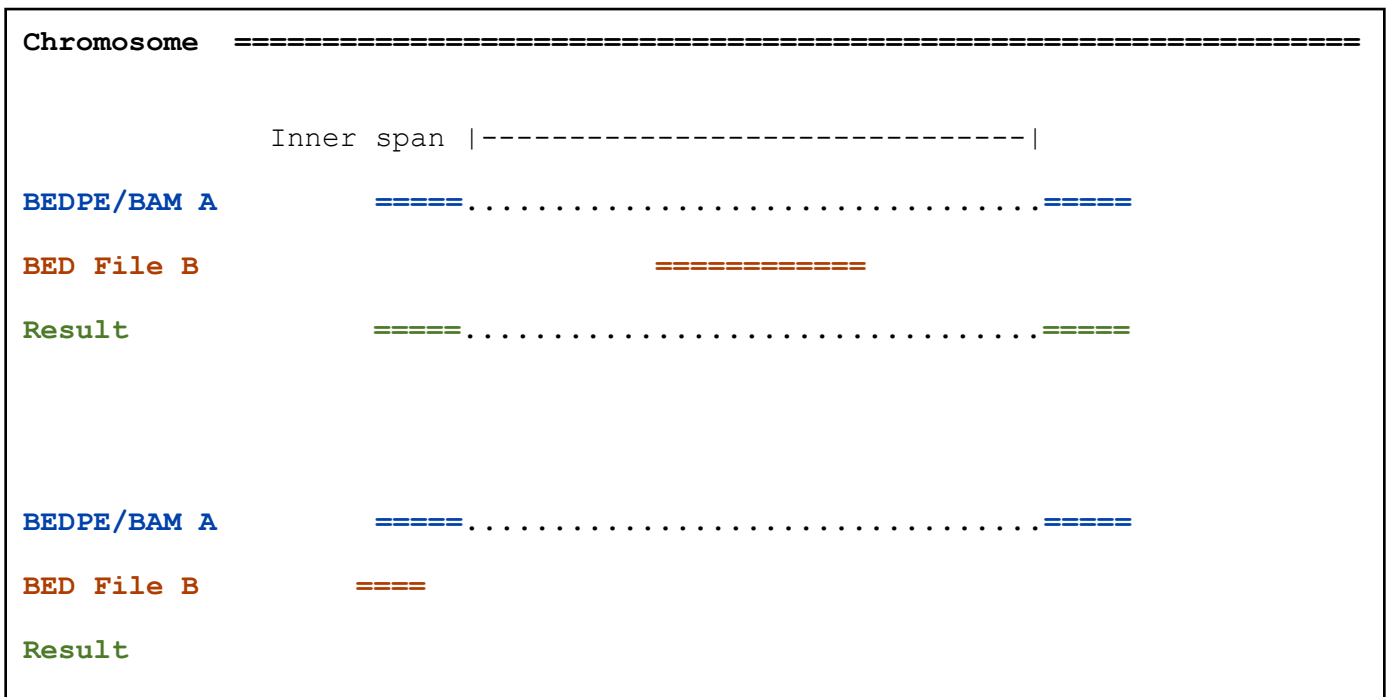 Chromosome ================================================================
Inner span |-------------------------------|
BEDPE/BAM A =====.................................=====
BED File B ============
Result =====.................................=====
BEDPE/BAM A =====.................................=====
BED File B ====
Result